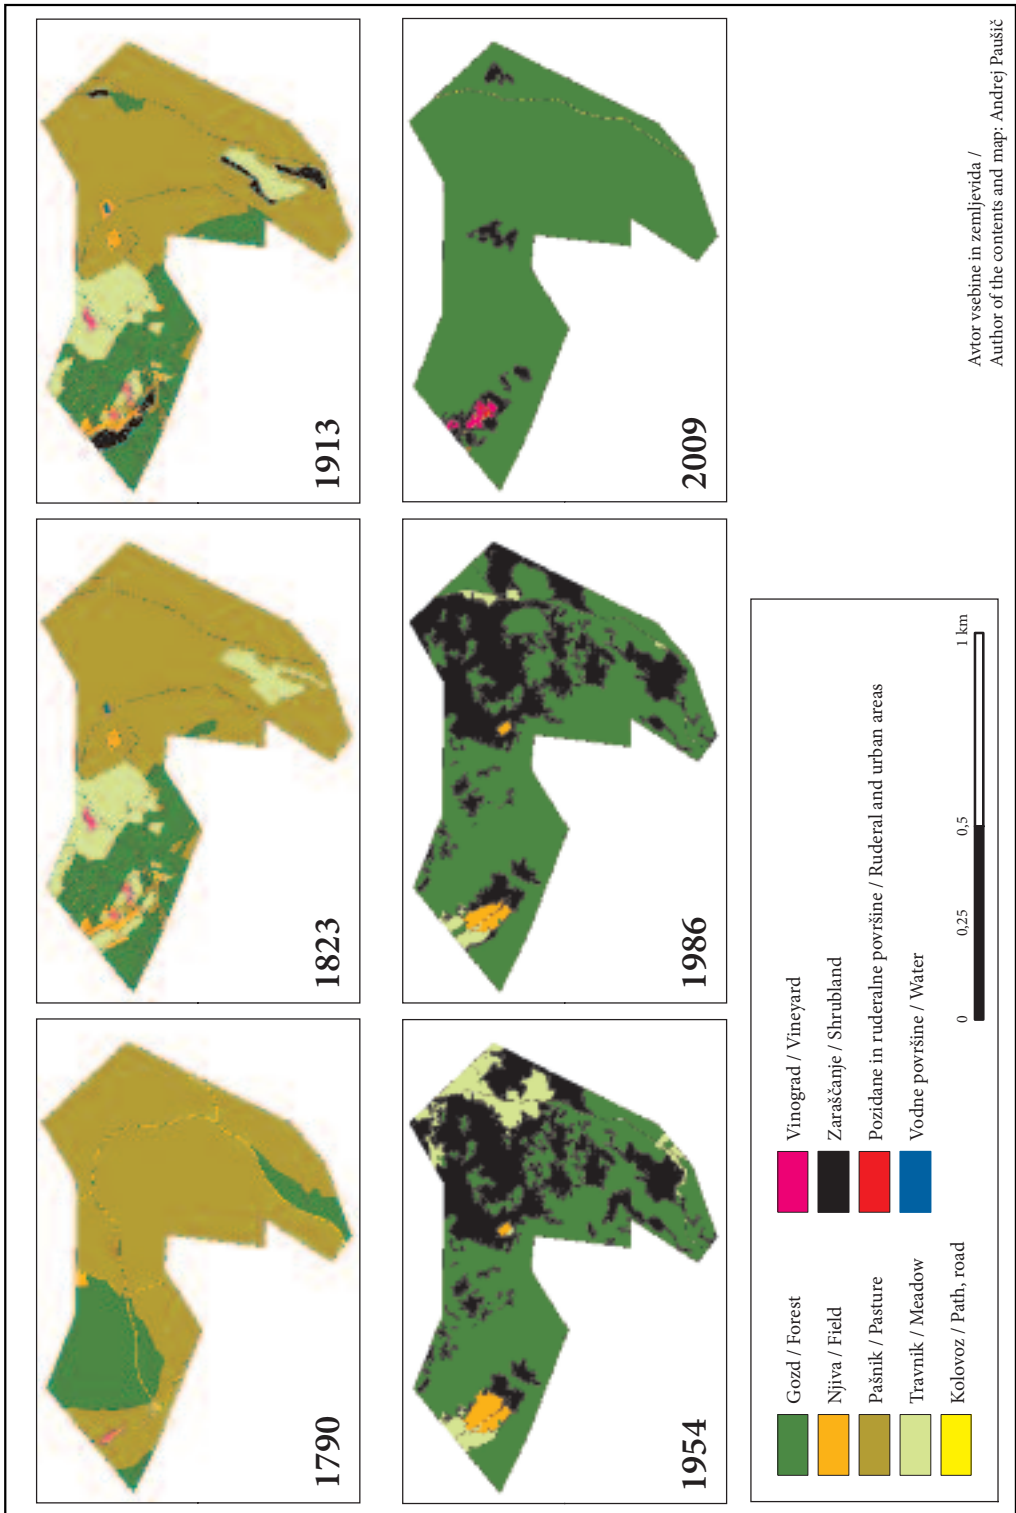 1790
1823
1913
1954
1986
2009
Gozd / Forest
Njiva / Field
Pašnik / Pasture
Travnik / Meadow
Kolovoz / Path, road
Vinograd / Vineyard
Zaraščanje / Shrubland
Pozidane in ruderalne površine / Ruderal and urban areas
Vodne površine / Water
0 0,25 0,5 1 km
Avtor vsebine in zemljevida /
Author of the contents and map: Andrej Paušič